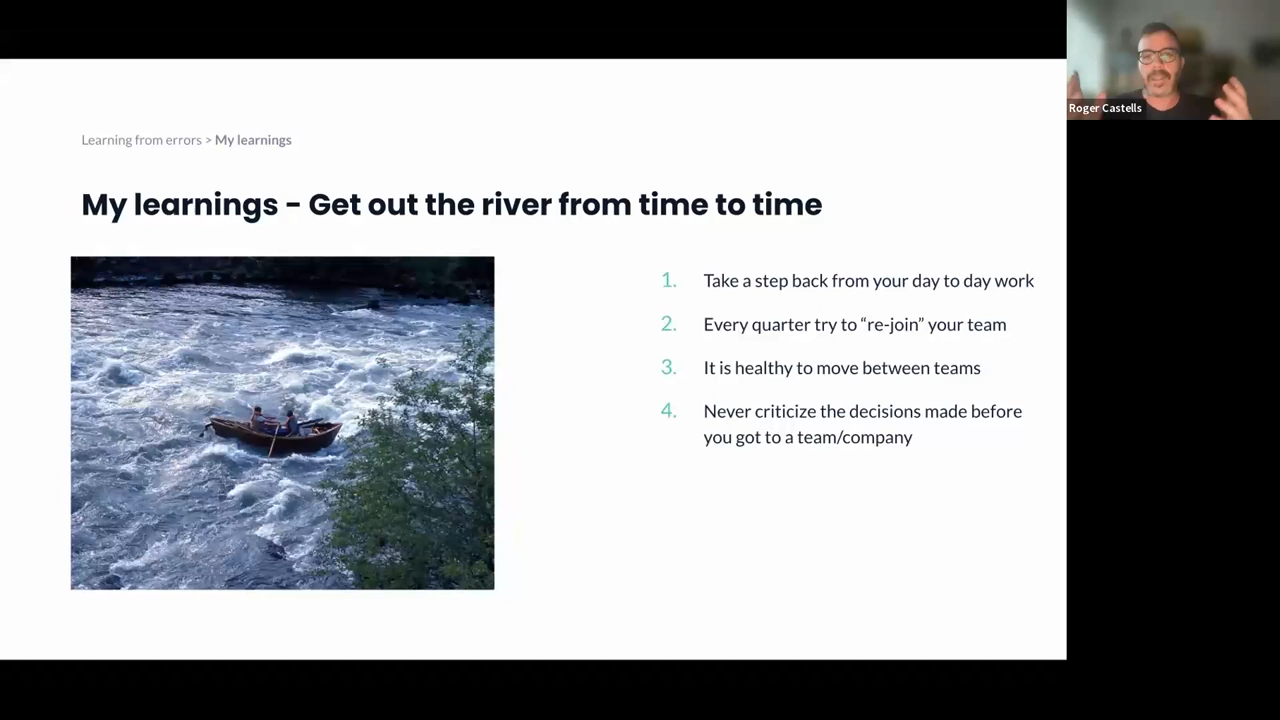 Roger Castells
Learning from errors > My learnings
My learnings - Get out the river from time to time
1. Take a step back from your day to day work
2. Every quarter try to “re-join” your team
3. It is healthy to move between teams
4. Never criticize the decisions made before
you got to a team/company